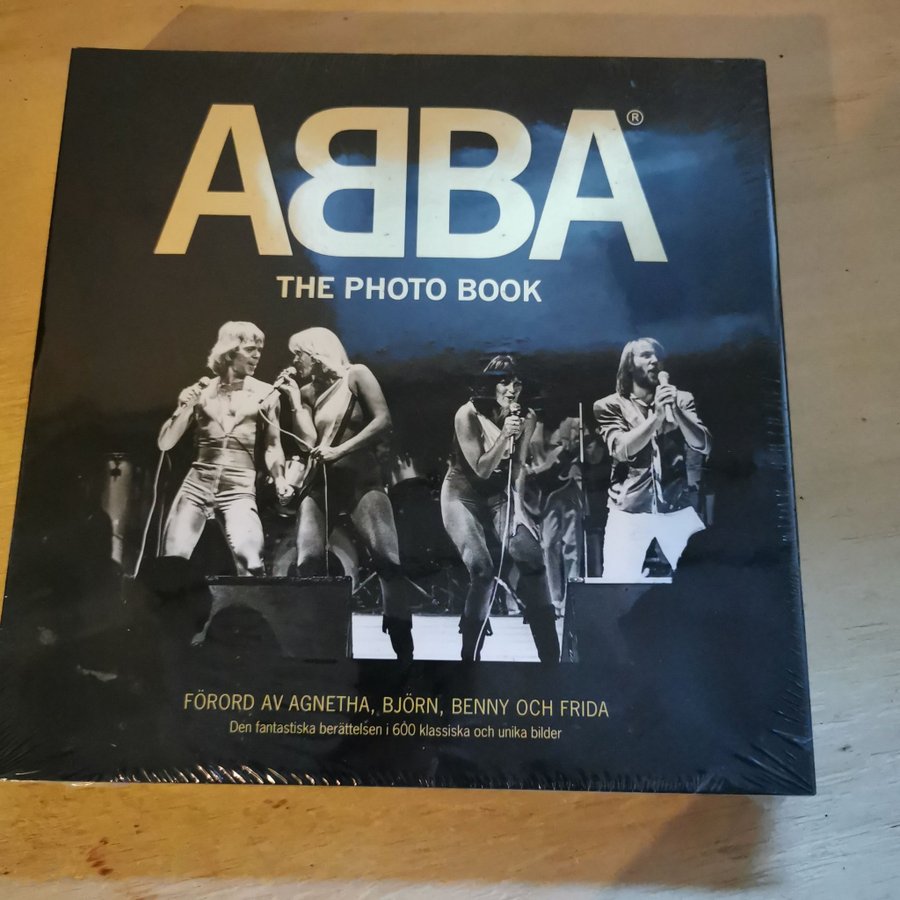 ABBA®
THE PHOTO BOOK
FÖRORD AV AGNETHA, BJÖRN, BENNY OCH FRIDA
Den fantastiska berättelsen i 600 klassiska och unika bilder